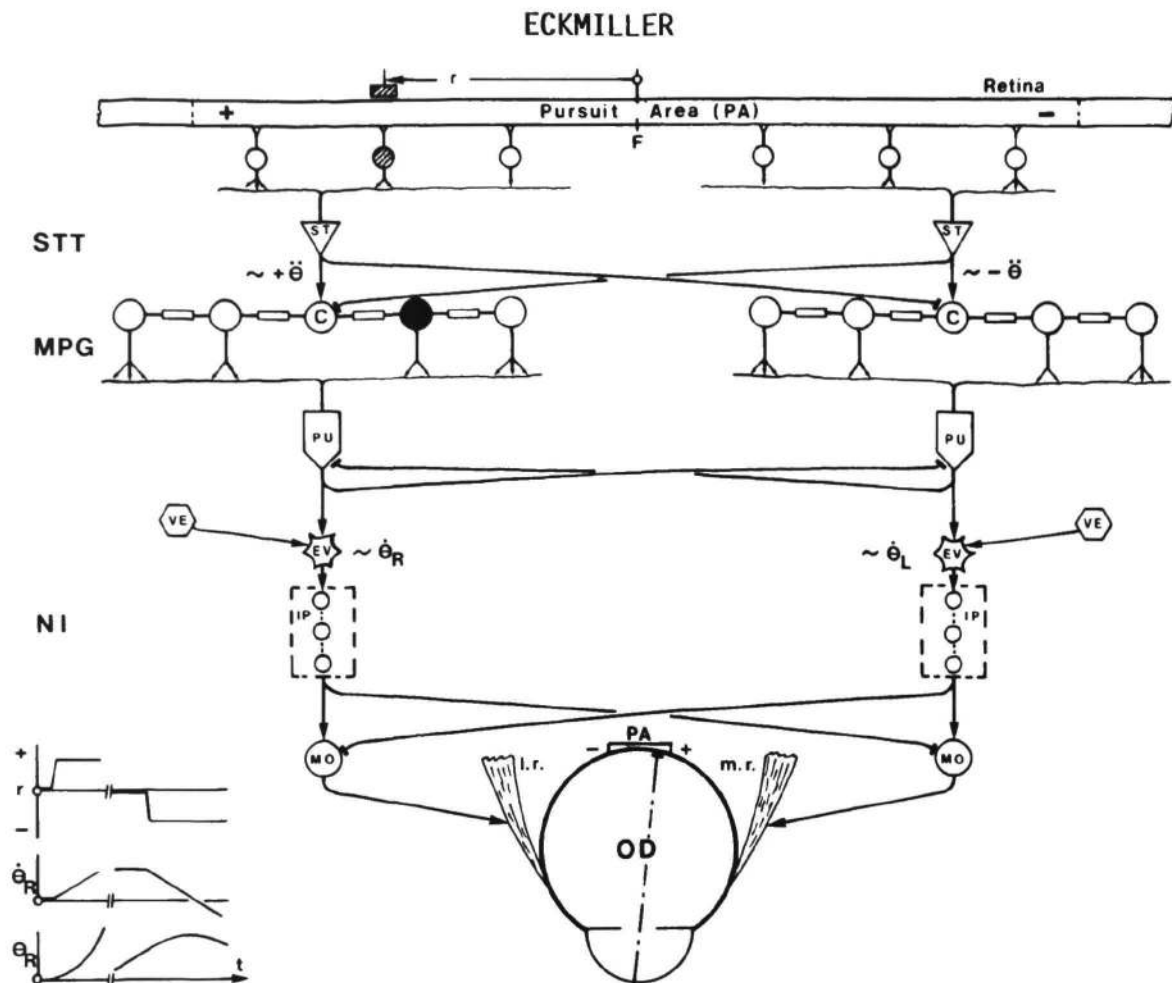 ECKMILLER
r
Retina
+ Pursuit Area (PA) -
F
STT
ST
ST
~ + ë
~ - ë
C
C
MPG
PU
PU
VE
EV
~ ė R
~ ė L
EV
VE
NI
IP
IP
MO
MO
PA
- +
l.r.
m.r.
OD
+
r
-
ė R
ɵ R
t